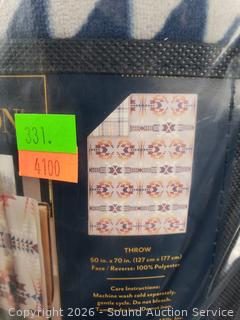 331.
4100
THROW
50 in. x 70 in. (127 cm x 177 cm)
Face / Reverse: 100% Polyester
Care Instructions:
Machine wash cold separately,
gentle cycle. Do not bleach.
Copyright 2026 - Sound Auction Service